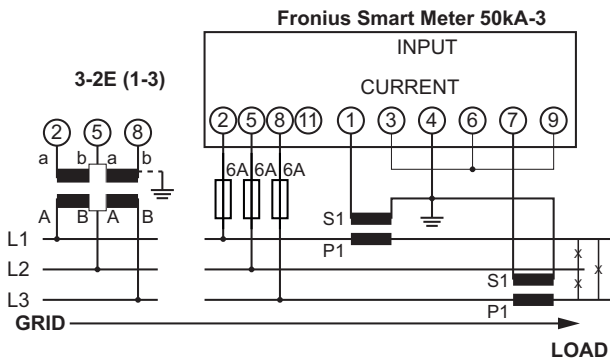 Fronius Smart Meter 50kA-3
INPUT
3-2E (1-3)
CURRENT
2 5 8
2 5 8 11 1 3 4 6 7 9
a b a b
6A 6A 6A
A B A B
S1
L1
P1
x
L2
x
S1
x
L3
P1
GRID
LOAD